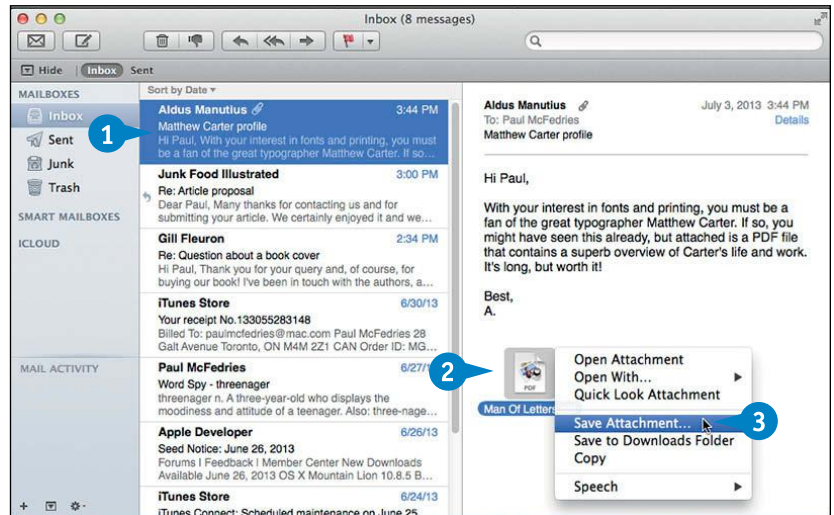 Inbox (8 messages)
Hide
Inbox
Sent
MAILBOXES
Inbox
Sent
Junk
Trash
SMART MAILBOXES
ICLOUD
MAIL ACTIVITY
Sort by Date
1
Aldus Manutius 3:44 PM
Matthew Carter profile
Hi Paul, With your interest in fonts and printing, you must
be a fan of the great typographer Matthew Carter. If so...
Junk Food Illustrated 3:00 PM
Re: Article proposal
Dear Paul, Many thanks for contacting us and for
submitting your article. We certainly enjoyed it and we...
Gill Fleuron 2:34 PM
Re: Question about a book cover
Hi Paul, Thank you for your query and, of course, for
buying our book! I've been in touch with the authors, a...
iTunes Store 6/30/13
Your receipt No.133055283148
Billed To: paulmcfedries@mac.com Paul McFedries 28
Galt Avenue Toronto, ON M4M 2Z1 CAN Order ID: MG...
Paul McFedries 6/27/
Word Spy - threenager
threenager n. A three-year-old who displays the
moodiness and attitude of a teenager. Also: three-nage...
Apple Developer 6/26/13
Seed Notice: June 26, 2013
Forums | Feedback | Member Center New Downloads
Available June 26, 2013 OS X Mountain Lion 10.8.5 B...
iTunes Store 6/24/13
iTunes Connect: Scheduled maintenance on June 25
Aldus Manutius July 3, 2013 3:44 PM
To: Paul McFedries Details
Matthew Carter profile
Hi Paul,
With your interest in fonts and printing, you must be a
fan of the great typographer Matthew Carter. If so, you
might have seen this already, but attached is a PDF file
that contains a superb overview of Carter's life and work.
It's long, but worth it!
Best,
A.
2
PDF
Man Of Letters
Open Attachment
Open With...
Quick Look Attachment
Save Attachment...
3
Save to Downloads Folder
Copy
Speech